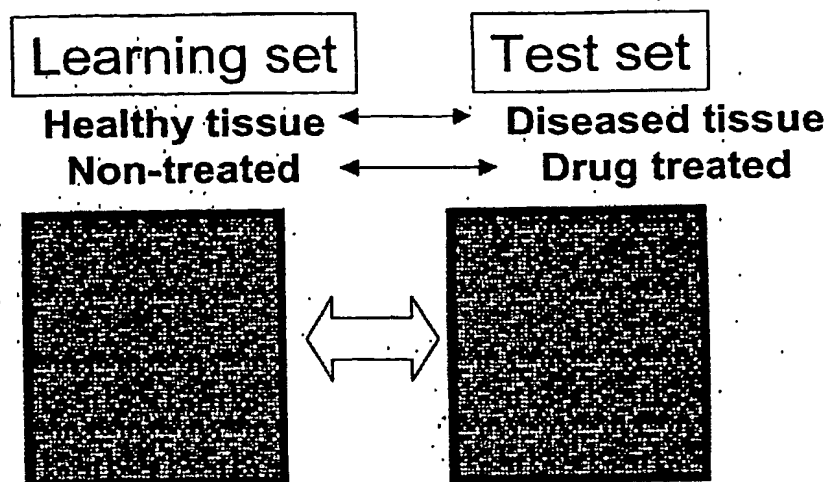 Learning set
Test set
Healthy tissue
Diseased tissue
Non-treated
Drug treated